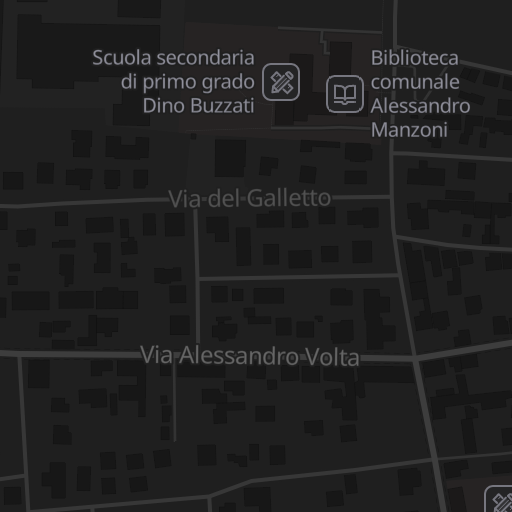 Scuola secondaria
di primo grado
Dino Buzzati
Biblioteca
comunale
Alessandro
Manzoni
Via del Galletto
Via Alessandro Volta